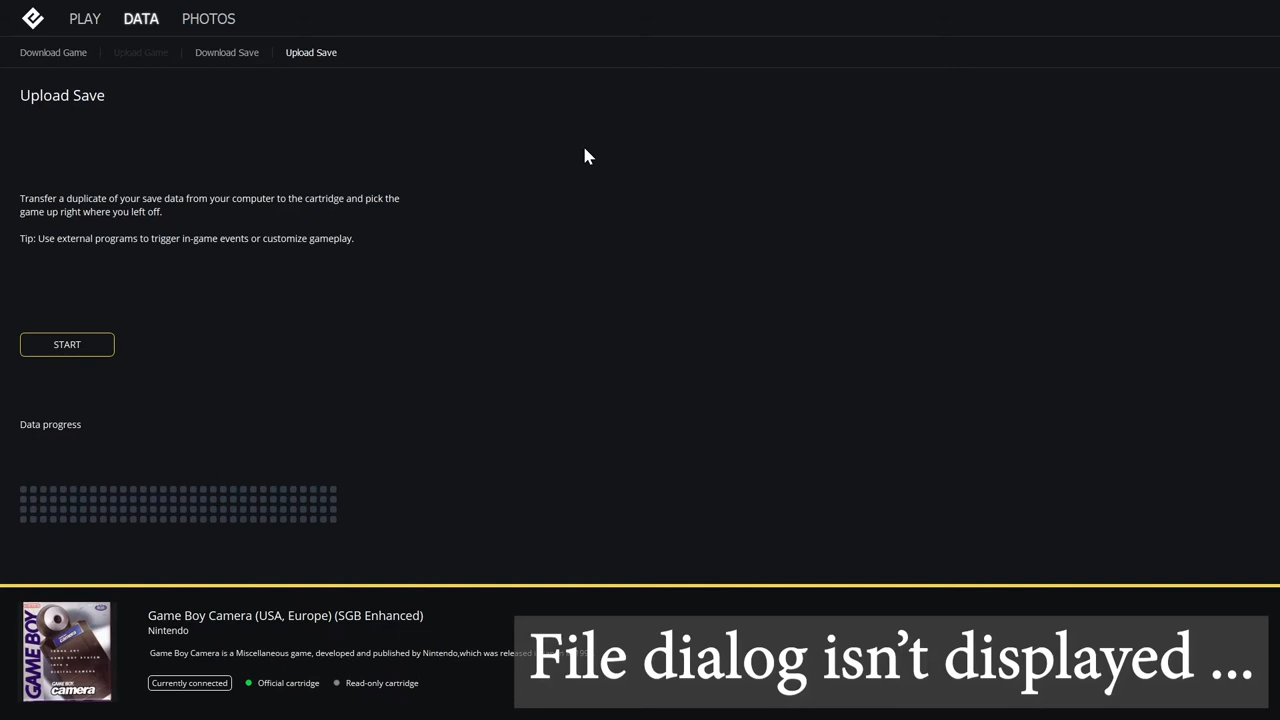 PLAY DATA PHOTOS
Download Game Upload Game Download Save Upload Save
Upload Save
Transfer a duplicate of your save data from your computer to the cartridge and pick the
game up right where you left off.
Tip: Use external programs to trigger in-game events or customize gameplay.
START
Data progress
Game Boy Camera (USA, Europe) (SGB Enhanced)
Nintendo
Game Boy Camera is a Miscellaneous game, developed and published by Nintendo,which was released
Currently connected Official cartridge Read-only cartridge
GAME BOY
camera
File dialog isn’t displayed ...